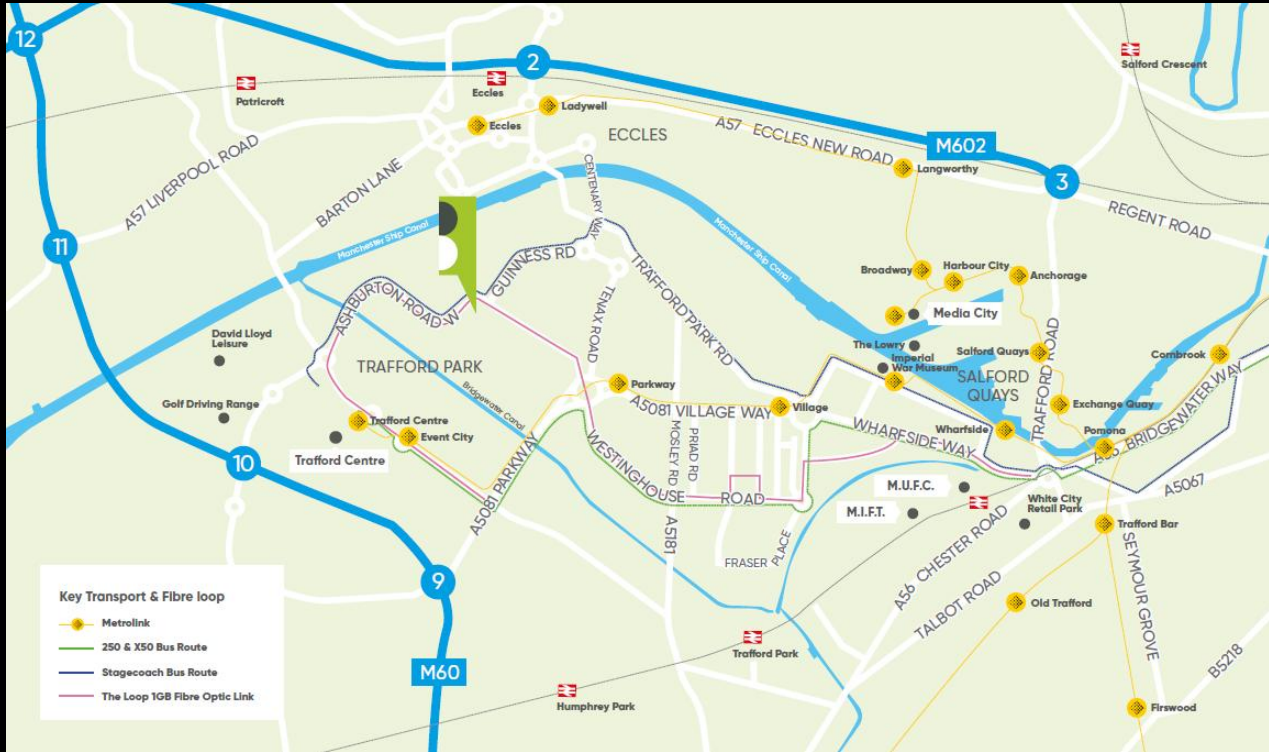 12
2
Salford Crescent
Patricroft
Eccles
Ladywell
Eccles
ECCLES
A57 ECCLES NEW ROAD
M602
Langworthy
3
REGENT ROAD
A57 LIVERPOOL ROAD
BARTON LANE
CENTENARY WAY
11
Manchester Ship Canal
Manchester Ship Canal
GUINNESS RD
TRAFFORD PARK RD
Broadway
Harbour City
Anchorage
ASHBURTON ROAD W
TENAX ROAD
Media City
David Lloyd
Leisure
The Lowry
Imperial
War Museum
Salford Quays
TRAFFORD ROAD
Cornbrook
TRAFFORD PARK
Bridgewater Canal
Parkway
SALFORD
QUAYS
Golf Driving Range
A5081 VILLAGE WAY
Village
Exchange Quay
Trafford Centre
Event City
WHARFSIDE WAY
Wharfside
Pomona
A56 BRIDGEWATER WAY
Trafford Centre
10
A5081 PARKWAY
WESTINGHOUSE ROAD
MOSLEY RD
PRIAD RD
M.U.F.C.
A5067
M.I.F.T.
White City
Retail Park
Trafford Bar
A5181
FRASER PLACE
A56 CHESTER ROAD
TALBOT ROAD
SEYMOUR GROVE
9
Old Trafford
Trafford Park
B5218
M60
Humphrey Park
Firswood
Key Transport & Fibre loop
Metrolink
250 & X50 Bus Route
Stagecoach Bus Route
The Loop 1GB Fibre Optic Link